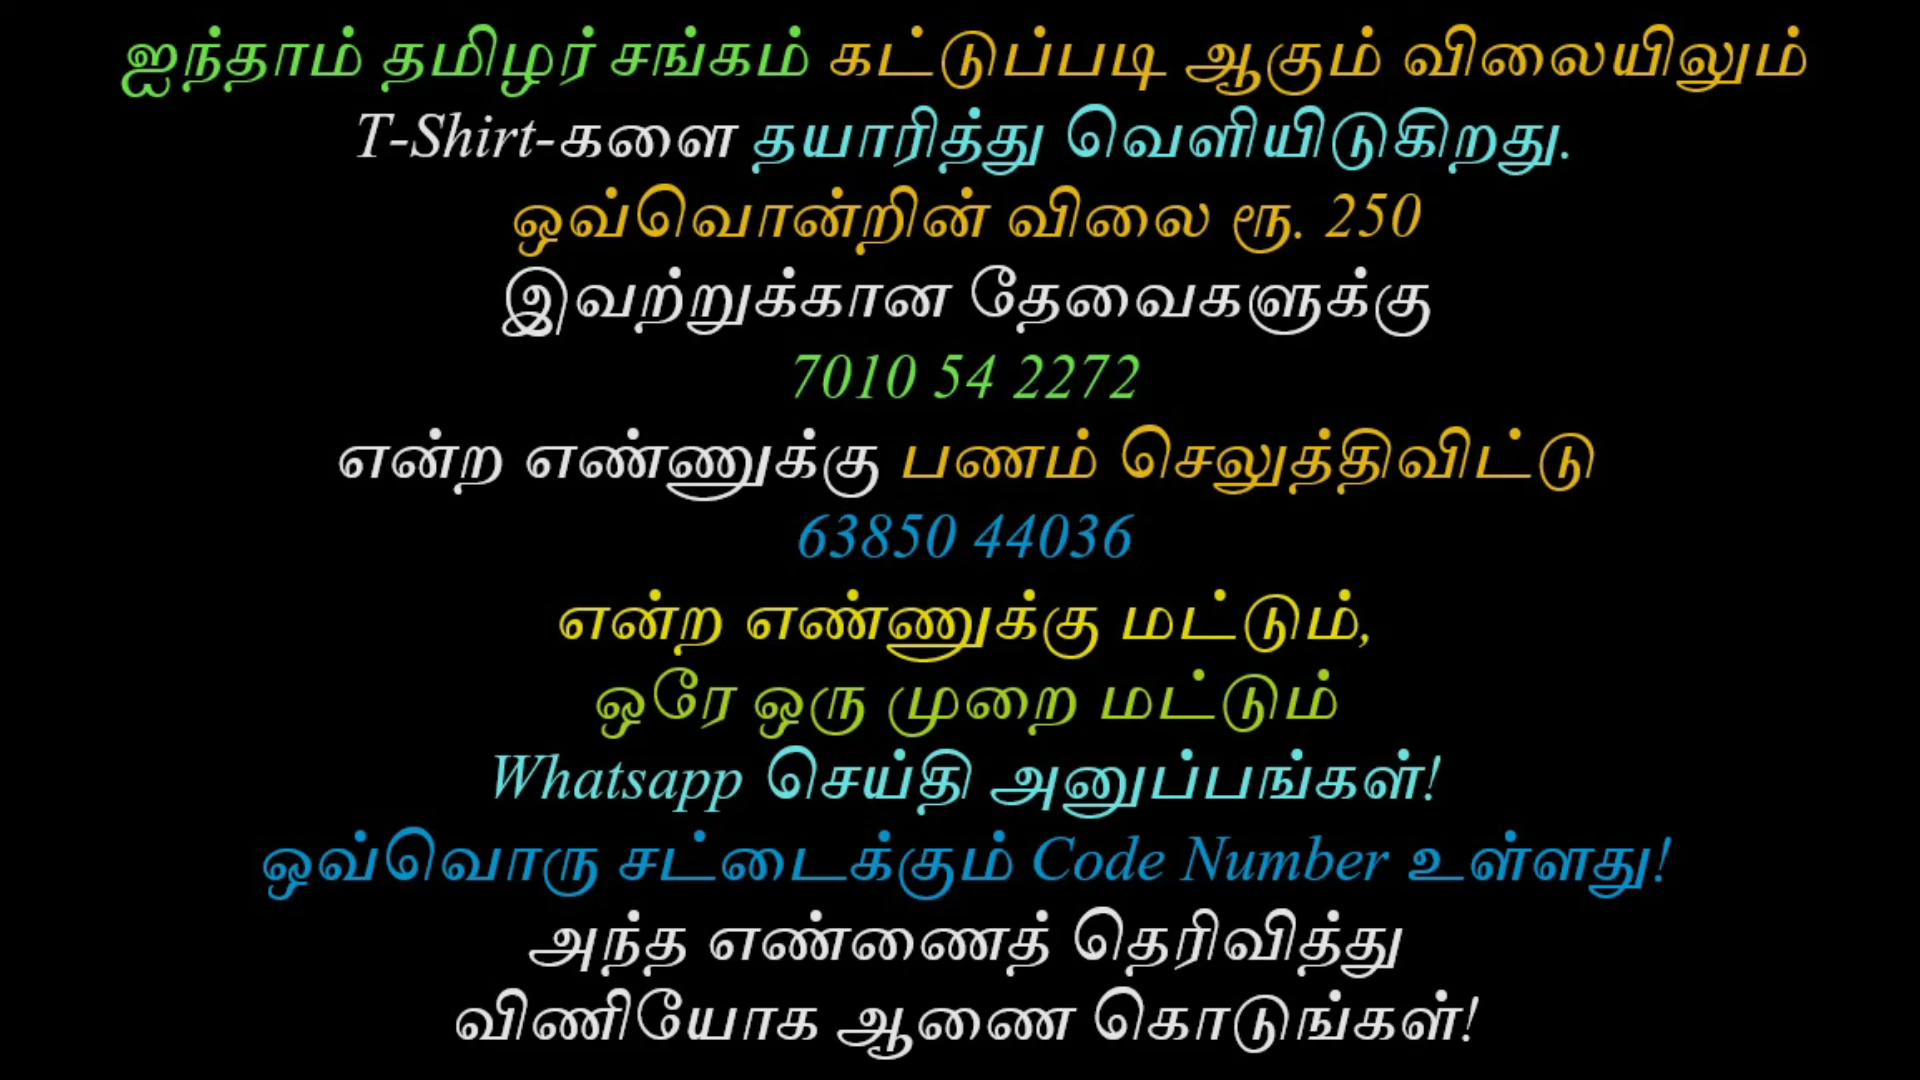 ஐந்தாம் தமிழர் சங்கம் கட்டுப்படி ஆகும் விலையிலும்
T-Shirt-களை தயாரித்து வெளியிடுகிறது.
ஒவ்வொன்றின் விலை ரூ. 250
இவற்றுக்கான தேவைகளுக்கு
7010 54 2272
என்ற எண்ணுக்கு பணம் செலுத்திவிட்டு
63850 44036
என்ற எண்ணுக்கு மட்டும்,
ஒரே ஒரு முறை மட்டும்
Whatsapp செய்தி அனுப்பங்கள்!
ஒவ்வொரு சட்டைக்கும் Code Number உள்ளது!
அந்த எண்ணைத் தெரிவித்து
விணியோக ஆணை கொடுங்கள்!